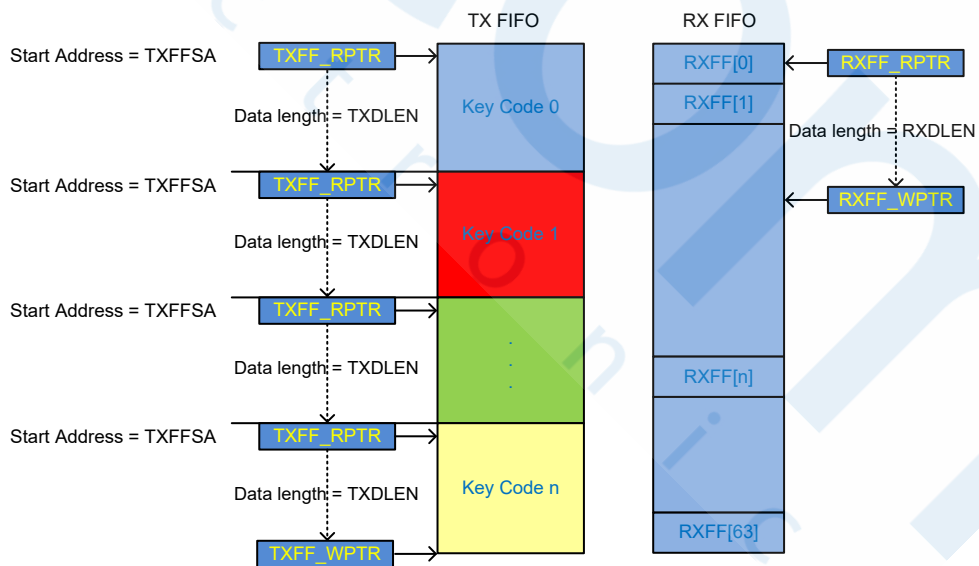 TX FIFO
RX FIFO
Start Address = TXFFSA
TXFF_RPTR
RXFF[0]
RXFF_RPTR
Key Code 0
RXFF[1]
Data length = TXDLEN
Data length = RXDLEN
Start Address = TXFFSA
TXFF_RPTR
RXFF_WPTR
Key Code 1
Data length = TXDLEN
Start Address = TXFFSA
TXFF_RPTR
.
.
.
Data length = TXDLEN
RXFF[n]
Start Address = TXFFSA
TXFF_RPTR
Key Code n
Data length = TXDLEN
RXFF[63]
TXFF_WPTR